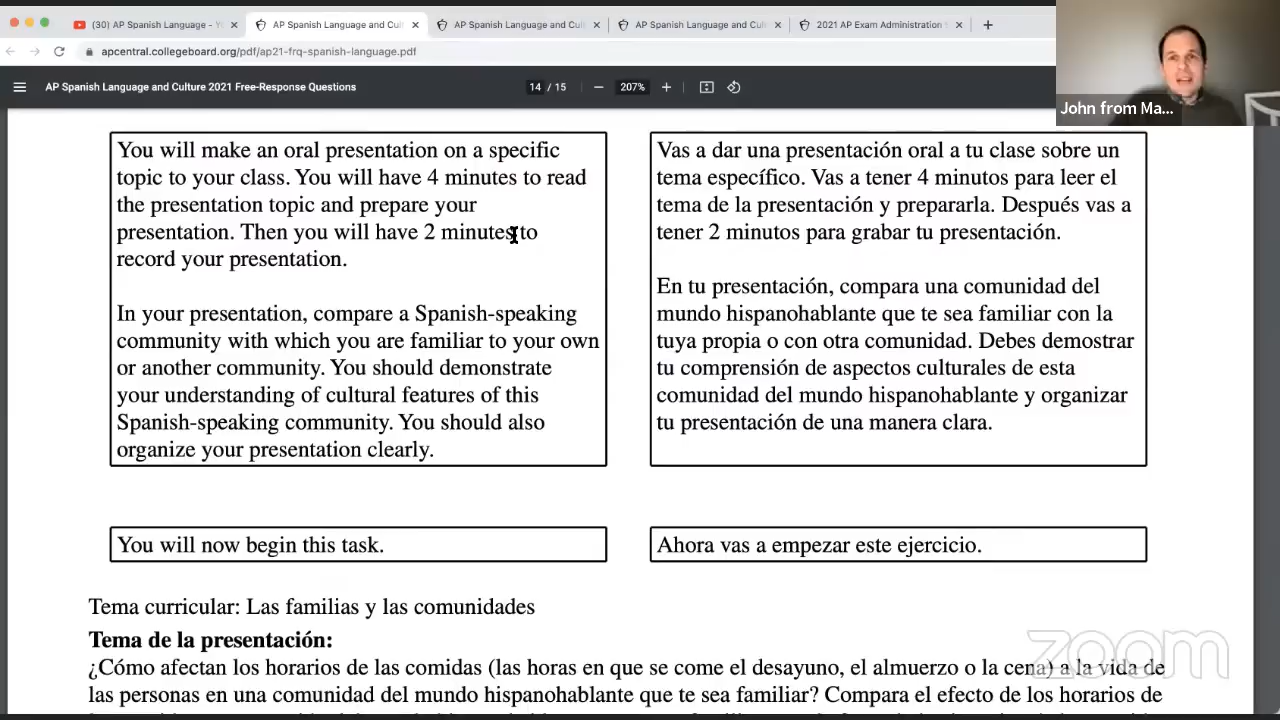 (30) AP Spanish Language - Y
AP Spanish Language and Cul
AP Spanish Language and Cul
AP Spanish Language and Cul
2021 AP Exam Administration
apcentral.collegeboard.org/pdf/ap21-frq-spanish-language.pdf
AP Spanish Language and Culture 2021 Free-Response Questions
14 / 15
207%
John from Ma...
You will make an oral presentation on a specific
topic to your class. You will have 4 minutes to read
the presentation topic and prepare your
presentation. Then you will have 2 minutes to
record your presentation.
In your presentation, compare a Spanish-speaking
community with which you are familiar to your own
or another community. You should demonstrate
your understanding of cultural features of this
Spanish-speaking community. You should also
organize your presentation clearly.
Vas a dar una presentación oral a tu clase sobre un
tema específico. Vas a tener 4 minutos para leer el
tema de la presentación y prepararla. Después vas a
tener 2 minutos para grabar tu presentación.
En tu presentación, compara una comunidad del
mundo hispanohablante que te sea familiar con la
tuya propia o con otra comunidad. Debes demostrar
tu comprensión de aspectos culturales de esta
comunidad del mundo hispanohablante y organizar
tu presentación de una manera clara.
You will now begin this task.
Ahora vas a empezar este ejercicio.
Tema curricular: Las familias y las comunidades
Tema de la presentación:
¿Cómo afectan los horarios de las comidas (las horas en que se come el desayuno, el almuerzo o la cena) a la vida de
las personas en una comunidad del mundo hispanohablante que te sea familiar? Compara el efecto de los horarios de
zoom